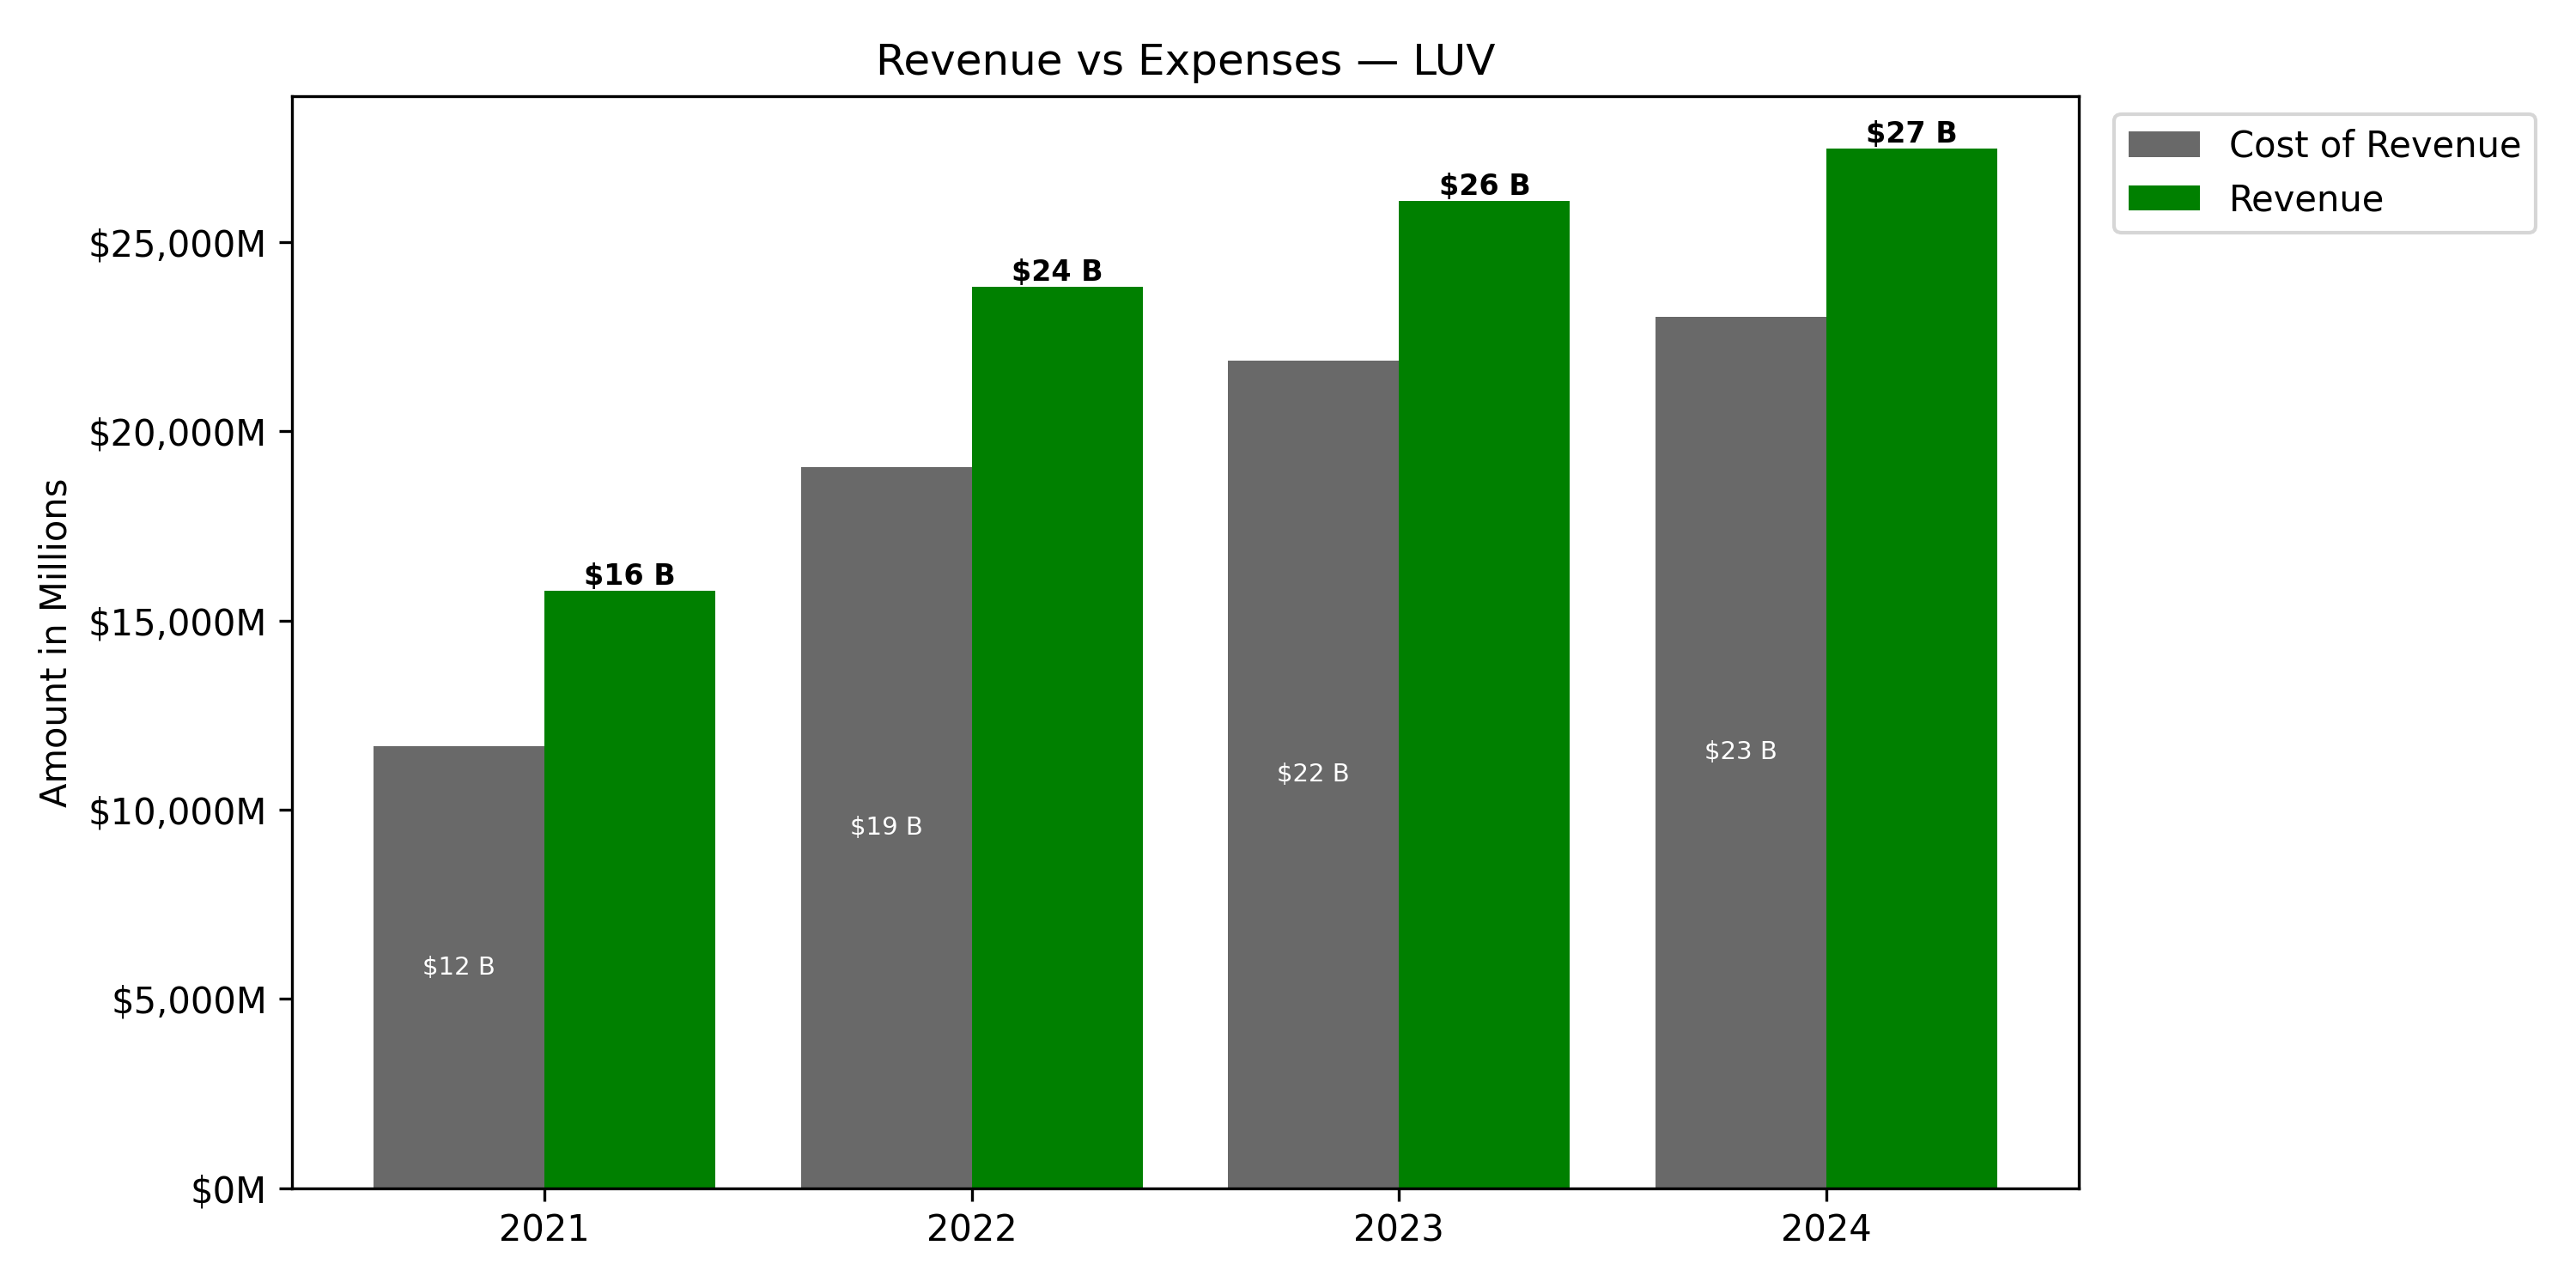 Revenue vs Expenses — LUV
Cost of Revenue
Revenue
Amount in Millions
$25,000M
$20,000M
$15,000M
$10,000M
$5,000M
$0M
$16 B
$24 B
$26 B
$27 B
$12 B
$19 B
$22 B
$23 B
2021
2022
2023
2024